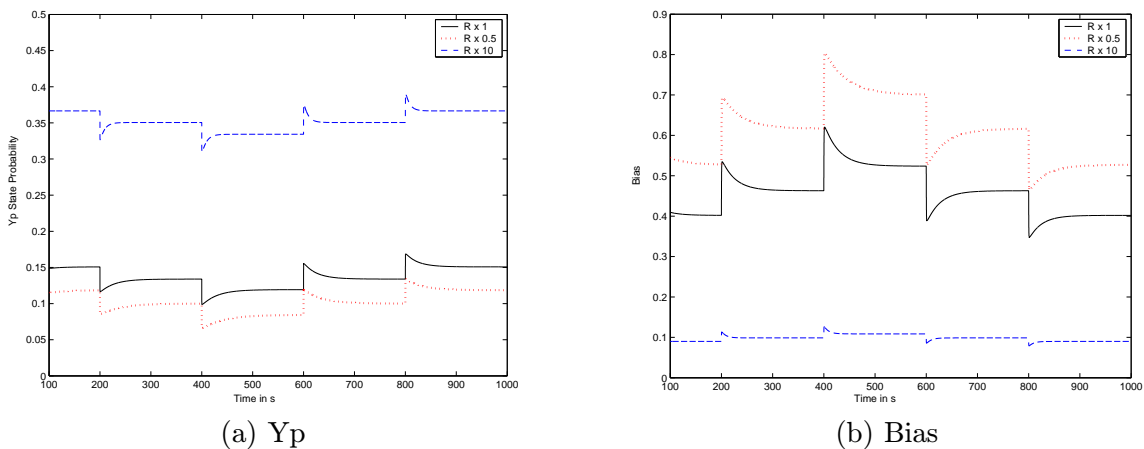 0.5
0.45
0.4
0.35
0.3
0.25
0.2
0.15
0.1
0.05
0
Yp State Probability
R x 1
R x 0.5
R x 10
100 200 300 400 500 600 700 800 900 1000
Time in s
(a) Yp
0.9
0.8
0.7
0.6
0.5
0.4
0.3
0.2
0.1
0
Bias
R x 1
R x 0.5
R x 10
100 200 300 400 500 600 700 800 900 1000
Time in s
(b) Bias